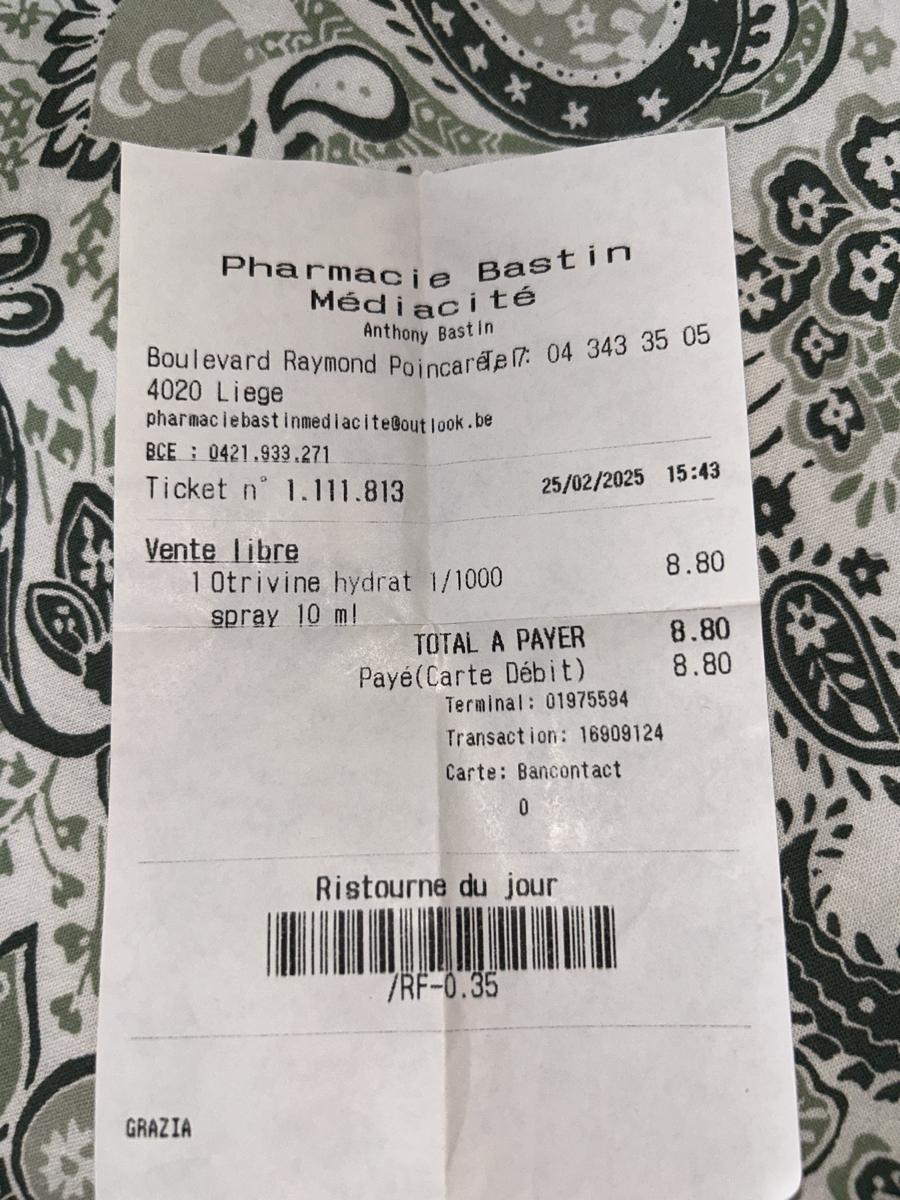 Pharmacie Bastin
Médiacité
Anthony Bastin
Boulevard Raymond Poincaré, 7 Tel: 04 343 35 05
4020 Liege
pharmaciebastinmediacite@outlook.be
BCE : 0421.933.271
Ticket n° 1.111.813 25/02/2025 15:43
Vente libre
1 Otrivine hydrat 1/1000 8.80
spray 10 ml
TOTAL A PAYER 8.80
Payé(Carte Débit) 8.80
Terminal: 01975594
Transaction: 16909124
Carte: Bancontact
0
Ristourne du jour
/RF-0.35
GRAZIA